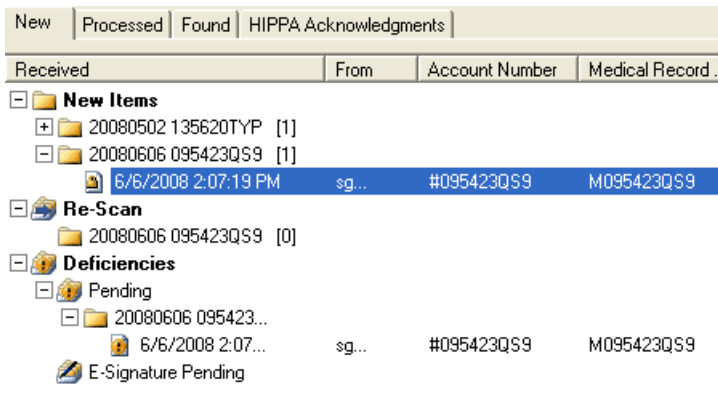 New Processed Found HIPPA Acknowledgments
Received From Account Number Medical Record .
New Items
20080502 135620TYP [1]
20080606 095423QS9 [1]
6/6/2008 2:07:19 PM sg... #095423QS9 M095423QS9
Re-Scan
20080606 095423QS9 [0]
Deficiencies
Pending
20080606 095423...
6/6/2008 2:07... sg... #095423QS9 M095423QS9
E-Signature Pending